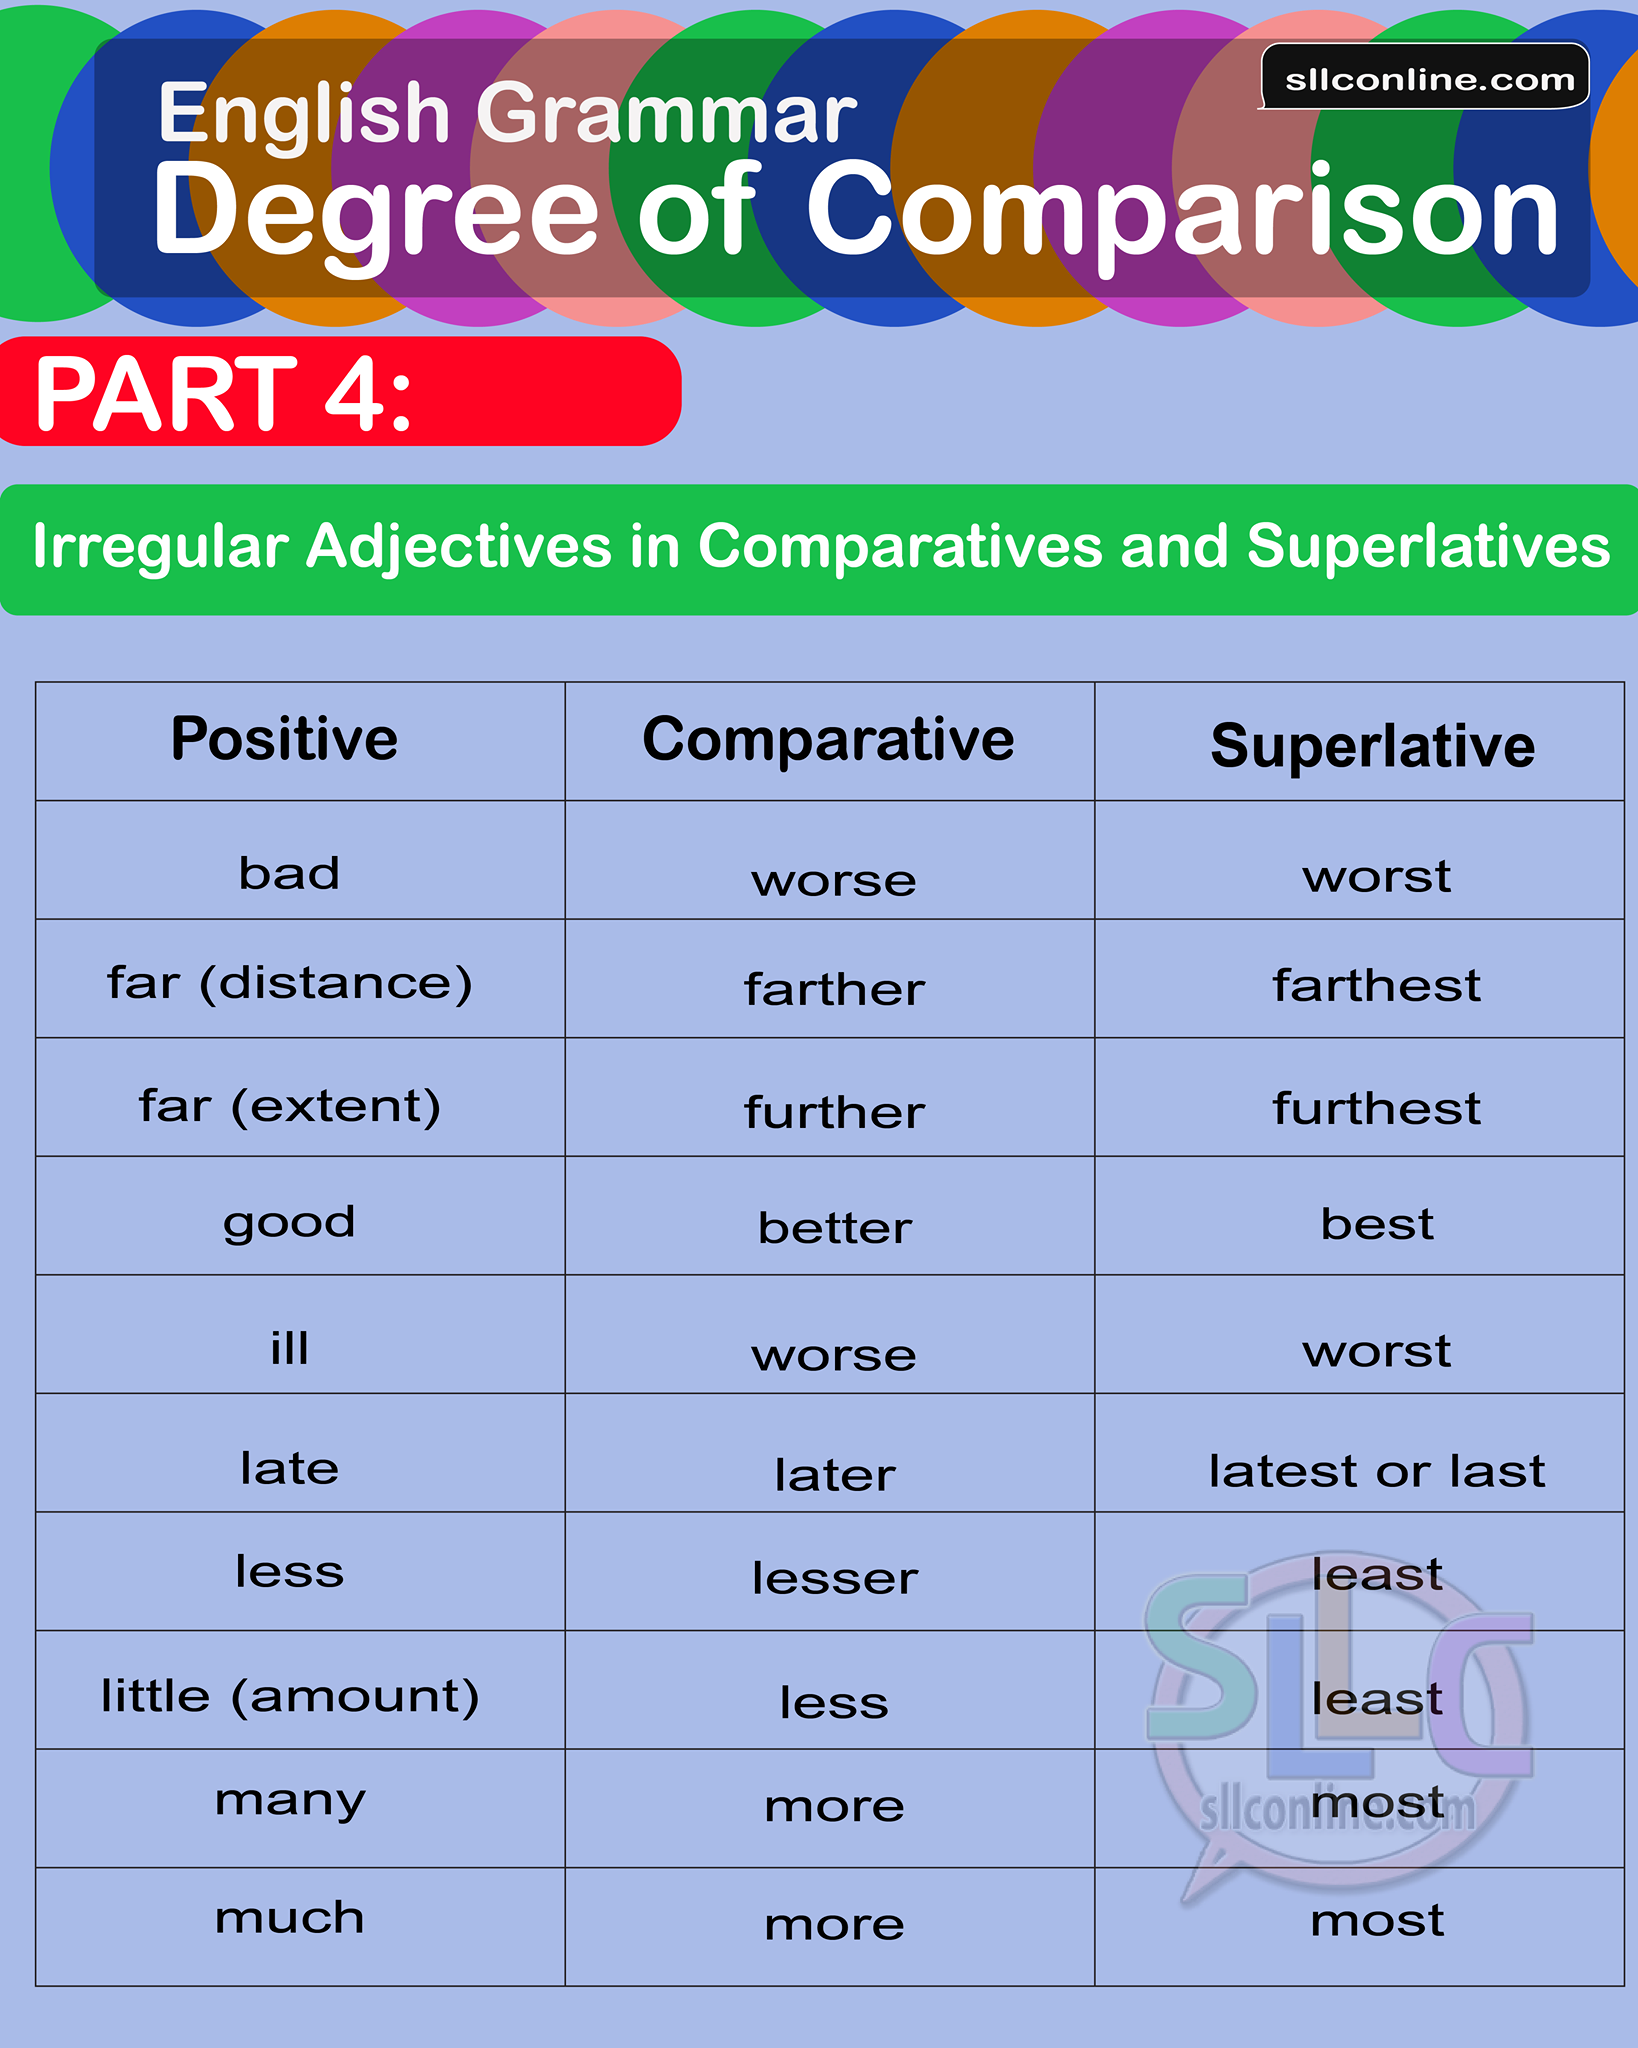 sllconline.com
English Grammar
Degree of Comparison
PART 4:
Irregular Adjectives in Comparatives and Superlatives
Positive Comparative Superlative
bad worse worst
far (distance) farther farthest
far (extent) further furthest
good better best
ill worse worst
late later latest or last
less lesser least
little (amount) less least
many more most
much more most
SLLC
sllconline.com